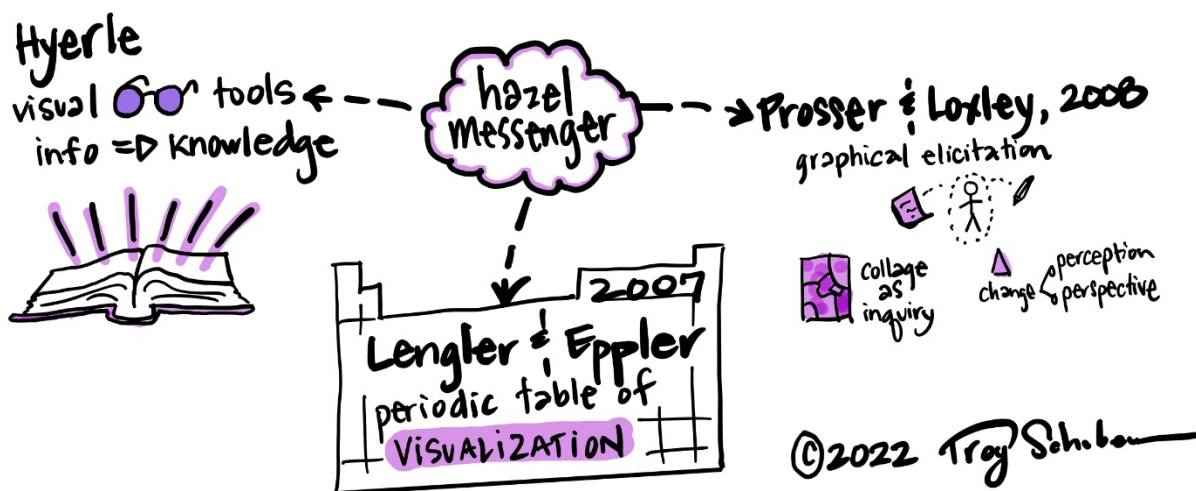 Hyerle
visual tools
info => knowledge
hazel
messenger
Prosser & Loxley, 2008
graphical elicitation
collage
as
inquiry
change
perception
perspective
2007
Lengler & Eppler
periodic table of
VISUALIZATION
©2022 Troy